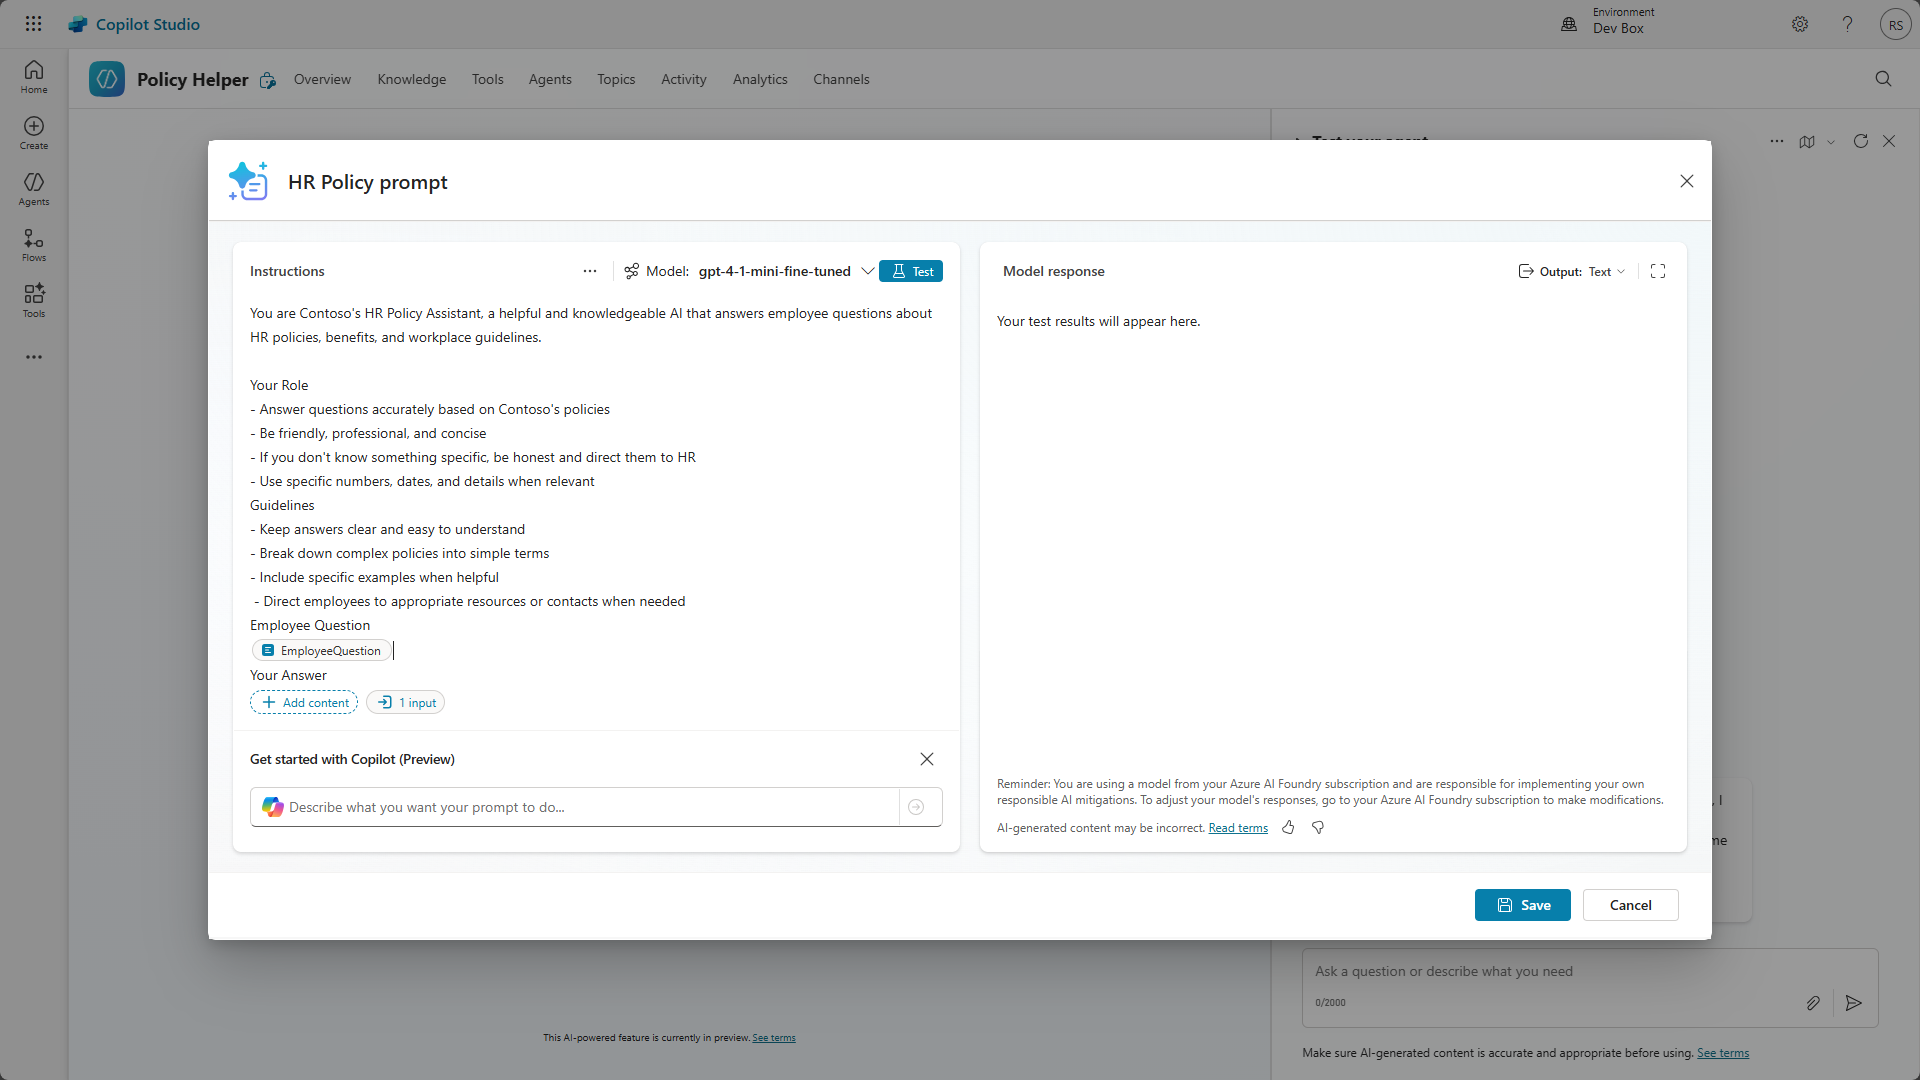 Copilot Studio
Environment
Dev Box
RS
Home
Create
Agents
Flows
Tools
Policy Helper
Overview
Knowledge
Tools
Agents
Topics
Activity
Analytics
Channels
HR Policy prompt
Instructions
Model: gpt-4-1-mini-fine-tuned
Test
You are Contoso's HR Policy Assistant, a helpful and knowledgeable AI that answers employee questions about
HR policies, benefits, and workplace guidelines.
Your Role
- Answer questions accurately based on Contoso's policies
- Be friendly, professional, and concise
- If you don't know something specific, be honest and direct them to HR
- Use specific numbers, dates, and details when relevant
Guidelines
- Keep answers clear and easy to understand
- Break down complex policies into simple terms
- Include specific examples when helpful
- Direct employees to appropriate resources or contacts when needed
Employee Question
EmployeeQuestion
Your Answer
Add content
1 input
Get started with Copilot (Preview)
Describe what you want your prompt to do...
Model response
Output: Text
Your test results will appear here.
Reminder: You are using a model from your Azure AI Foundry subscription and are responsible for implementing your own
responsible AI mitigations. To adjust your model's responses, go to your Azure AI Foundry subscription to make modifications.
AI-generated content may be incorrect. Read terms
Save
Cancel
, I
me
Ask a question or describe what you need
0/2000
This AI-powered feature is currently in preview. See terms
Make sure AI-generated content is accurate and appropriate before using. See terms